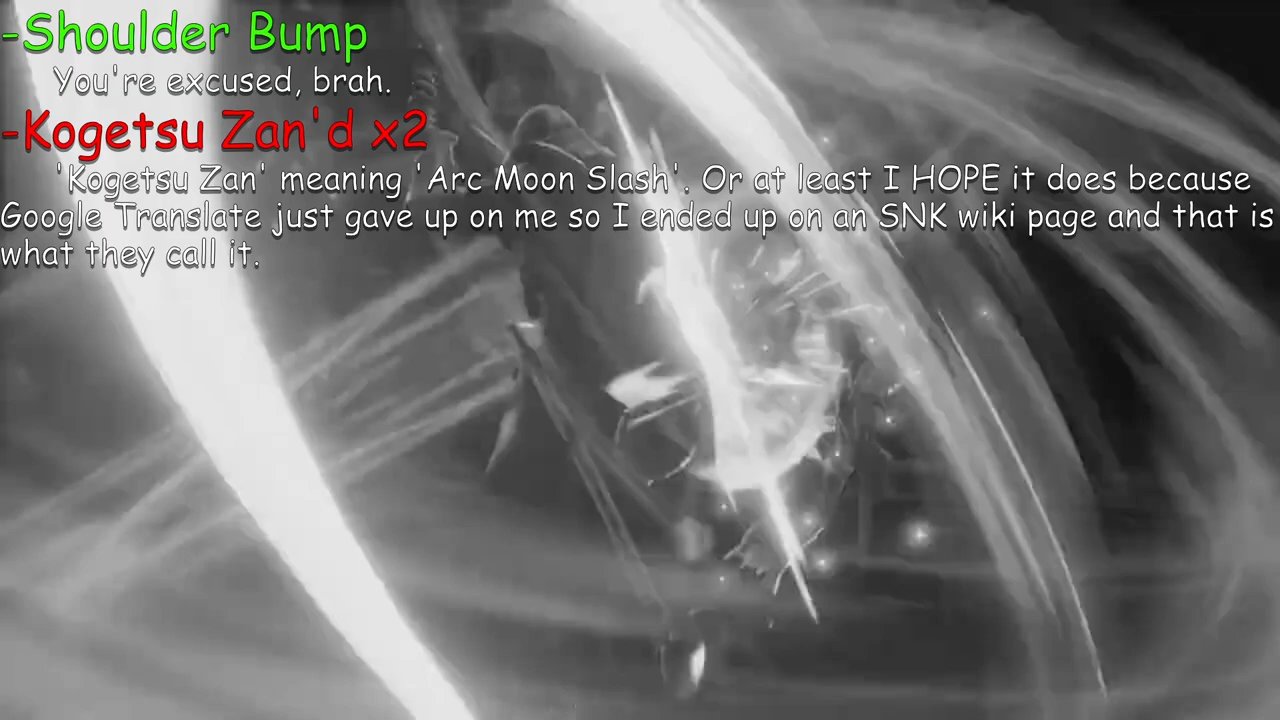 -Shoulder Bump
You're excused, brah.
-Kogetsu Zan'd x2
'Kogetsu Zan' meaning 'Arc Moon Slash'. Or at least I HOPE it does because
Google Translate just gave up on me so I ended up on an SNK wiki page and that is
what they call it.